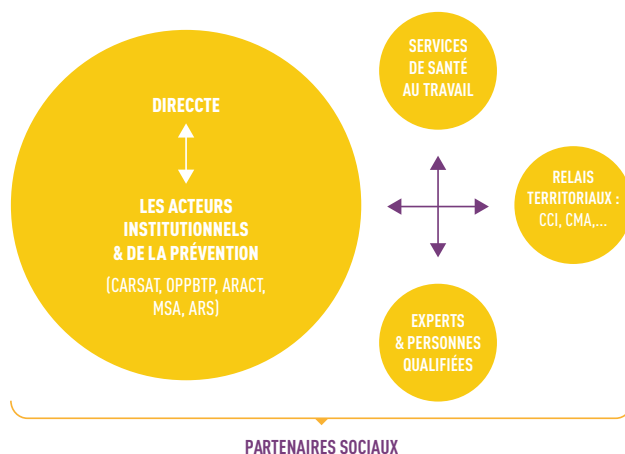 DIRECCTE
LES ACTEURS
INSTITUTIONNELS
& DE LA PRÉVENTION
(CARSAT, OPPBTP, ARACT,
MSA, ARS)
SERVICES
DE SANTÉ
AU TRAVAIL
RELAIS
TERRITORIAUX :
CCI, CMA,...
EXPERTS
& PERSONNES
QUALIFIÉES
PARTENAIRES SOCIAUX